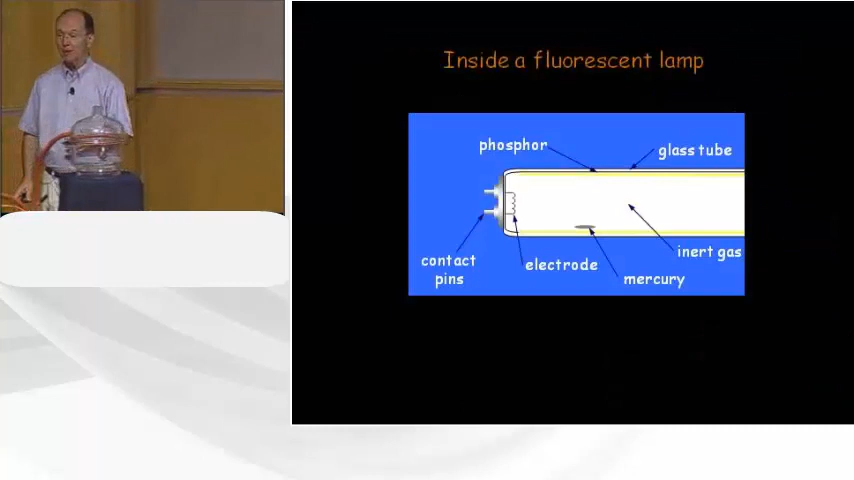 Inside a fluorescent lamp
phosphor
glass tube
inert gas
contact
pins
electrode
mercury